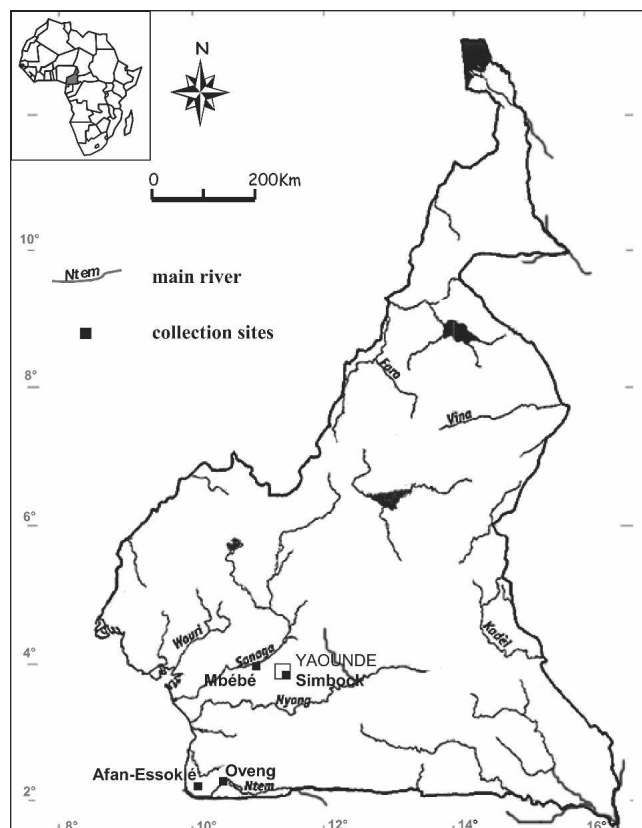 N
0 200Km
10°
Ntem main river
collection sites
8°
Faro
Vina
6°
Wouri
Sanaga
Kadéï
4°
YAOUNDE
Mbébé
Simbock
Nyong
Afan-Essokié
Oveng
Ntem
2°
8° 10° 12° 14° 16°